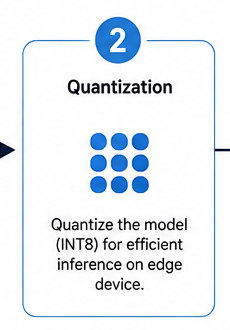 2
Quantization
Quantize the model
(INT8) for efficient
inference on edge
device.